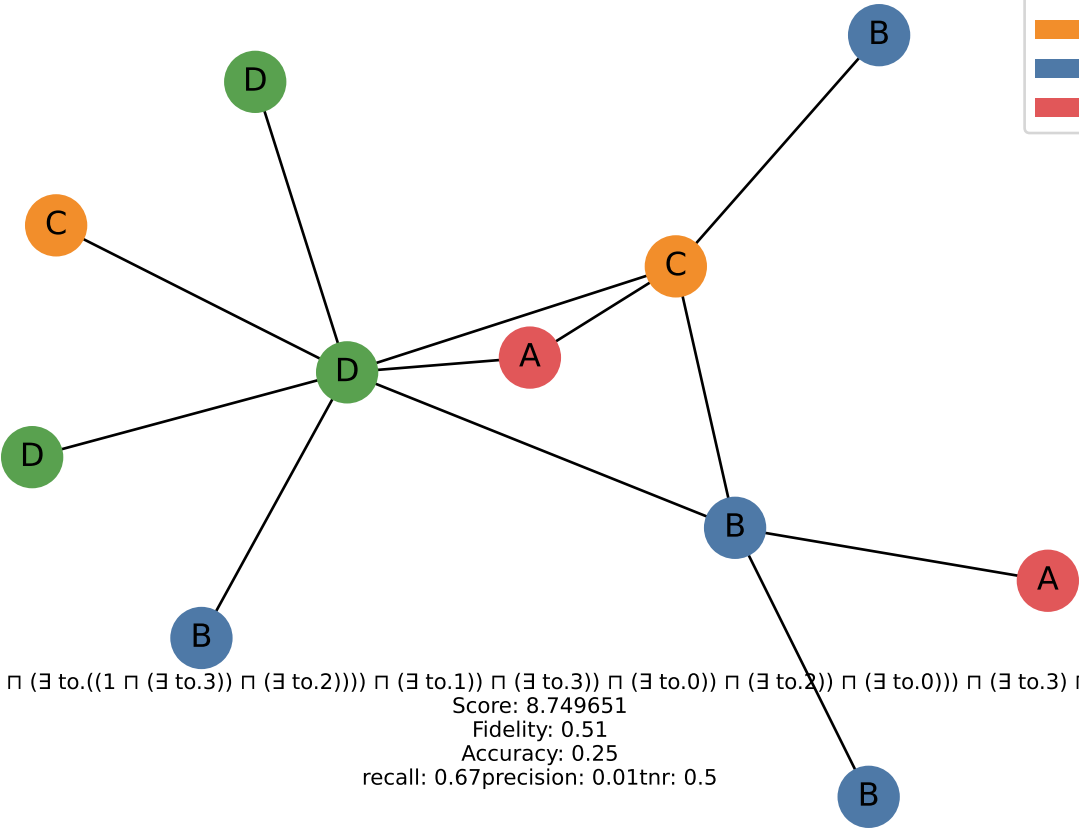 B
D
C
C
A
D
D
B
A
B
⊓ (∃ to.((1 ⊓ (∃ to.3)) ⊓ (∃ to.2)))) ⊓ (∃ to.1)) ⊓ (∃ to.3)) ⊓ (∃ to.0)) ⊓ (∃ to.2)) ⊓ (∃ to.0))) ⊓ (∃ to.3)
Score: 8.749651
Fidelity: 0.51
Accuracy: 0.25
recall: 0.67precision: 0.01tnr: 0.5
B